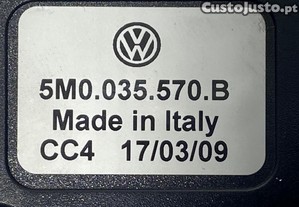 CustoJusto.pt
5M0.035.570.B
Made in Italy
CC4 17/03/09